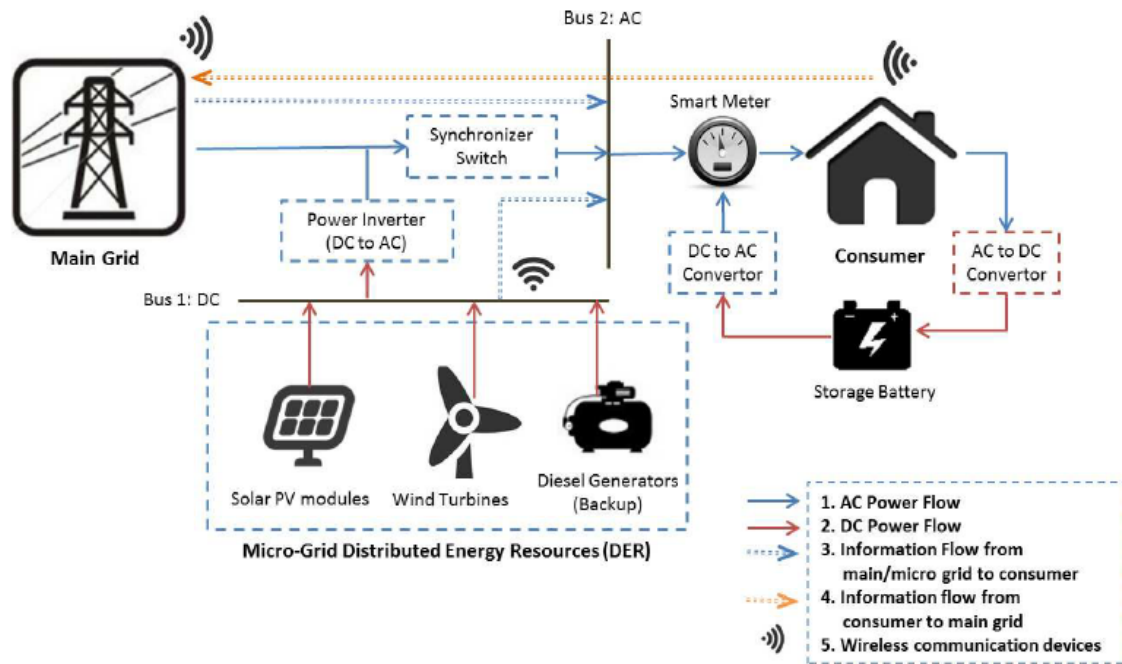 Bus 2: AC
Smart Meter
Synchronizer
Switch
Power Inverter
(DC to AC)
Main Grid
DC to AC
Convertor
Consumer
AC to DC
Convertor
Bus 1: DC
- +
Storage Battery
Solar PV modules
Wind Turbines
Diesel Generators
(Backup)
Micro-Grid Distributed Energy Resources (DER)
1. AC Power Flow
2. DC Power Flow
3. Information Flow from
main/micro grid to consumer
4. Information flow from
consumer to main grid
5. Wireless communication devices